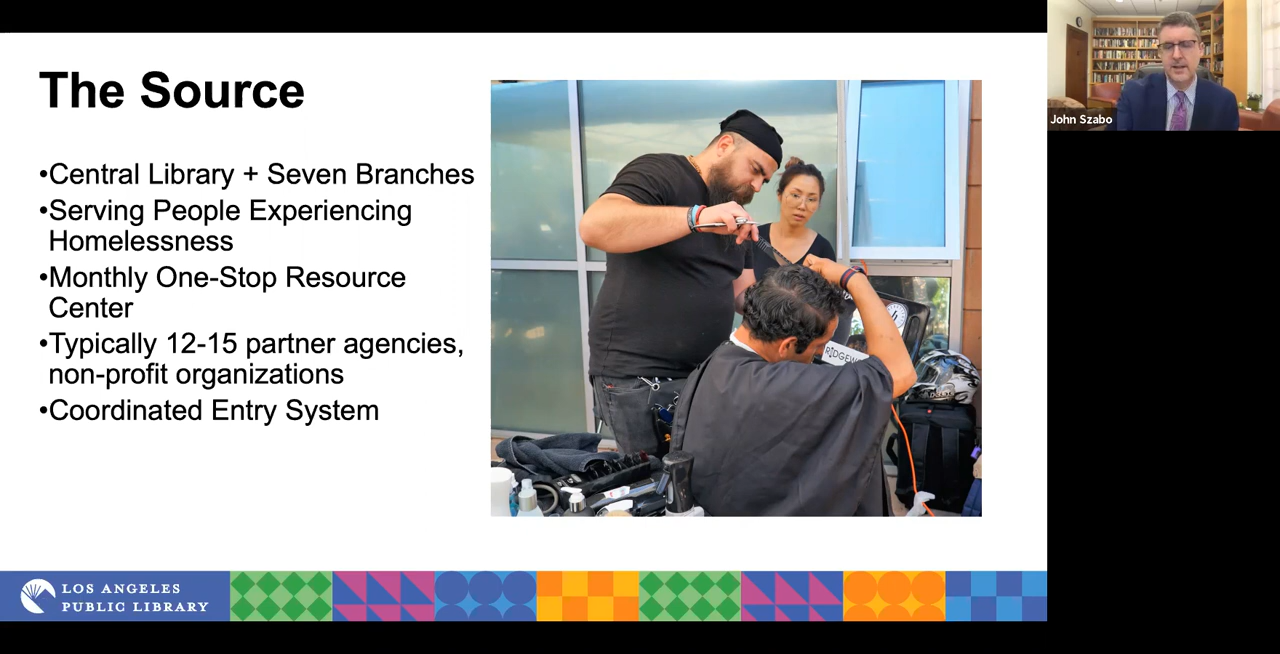 The Source
•Central Library + Seven Branches
•Serving People Experiencing
Homelessness
•Monthly One-Stop Resource
Center
•Typically 12-15 partner agencies,
non-profit organizations
•Coordinated Entry System
LOS ANGELES
PUBLIC LIBRARY
John Szabo